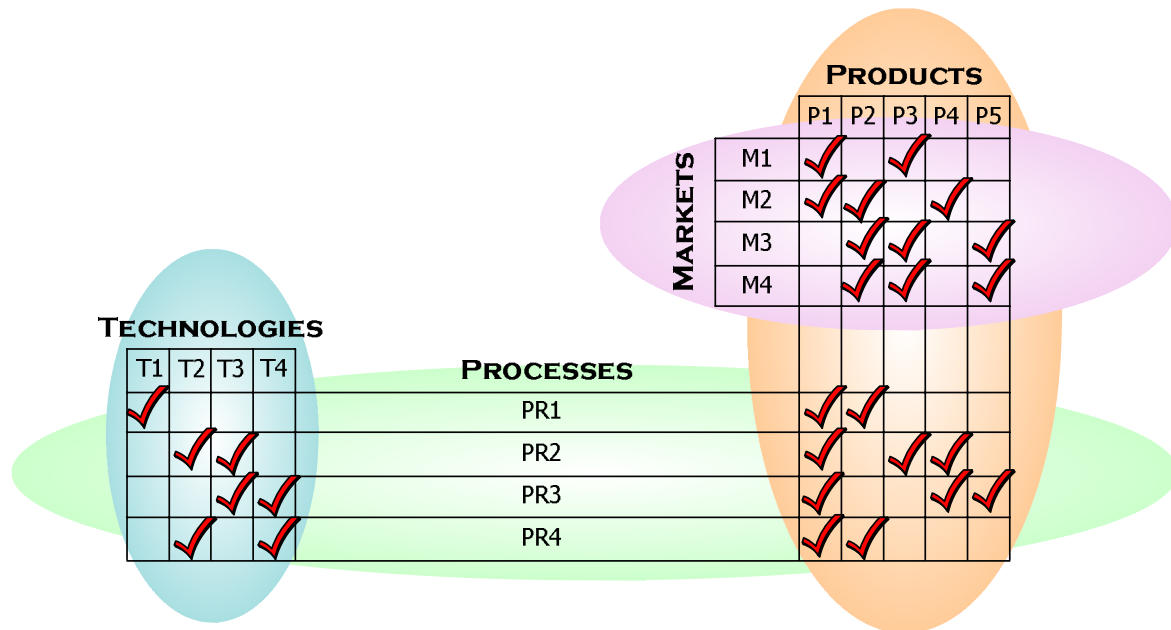 PRODUCTS
P1 P2 P3 P4 P5
MARKETS
M1
M2
M3
M4
TECHNOLOGIES
T1 T2 T3 T4
PROCESSES
PR1
PR2
PR3
PR4